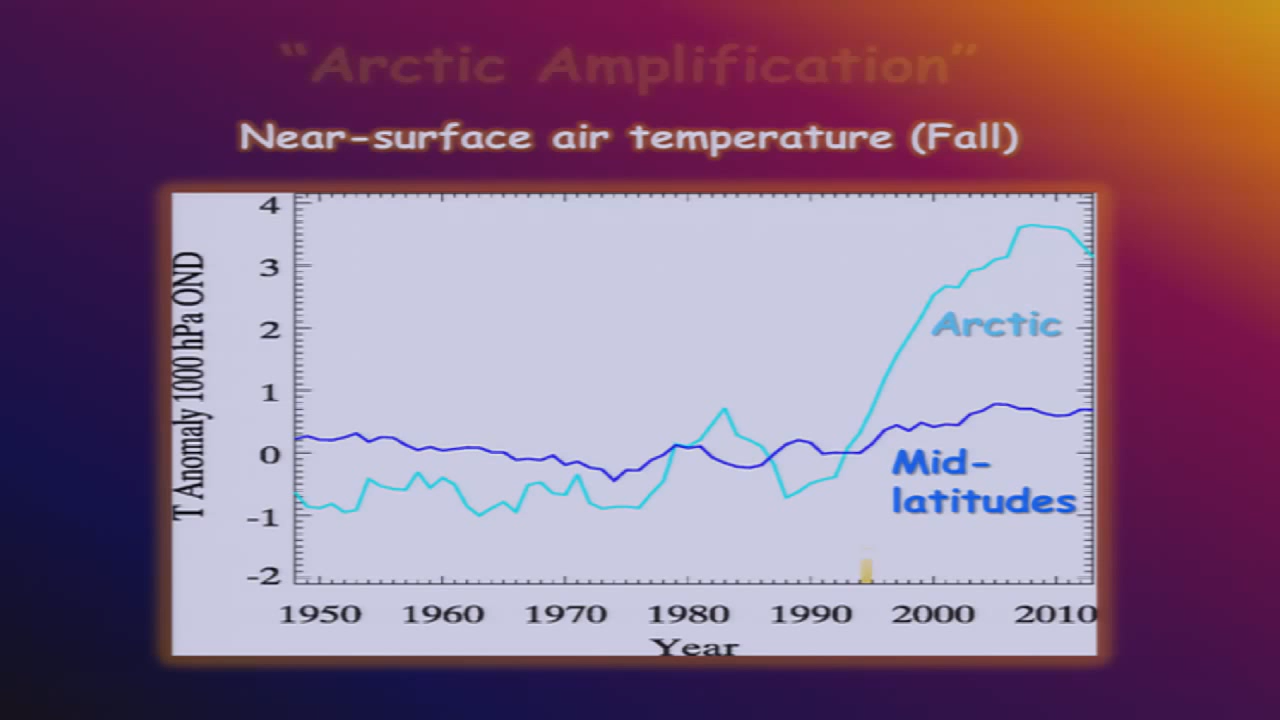 “Arctic Amplification”
Near-surface air temperature (Fall)
T Anomaly 1000 hPa OND
4
3
2
1
0
-1
-2
Arctic
Mid-
latitudes
1950 1960 1970 1980 1990 2000 2010
Year